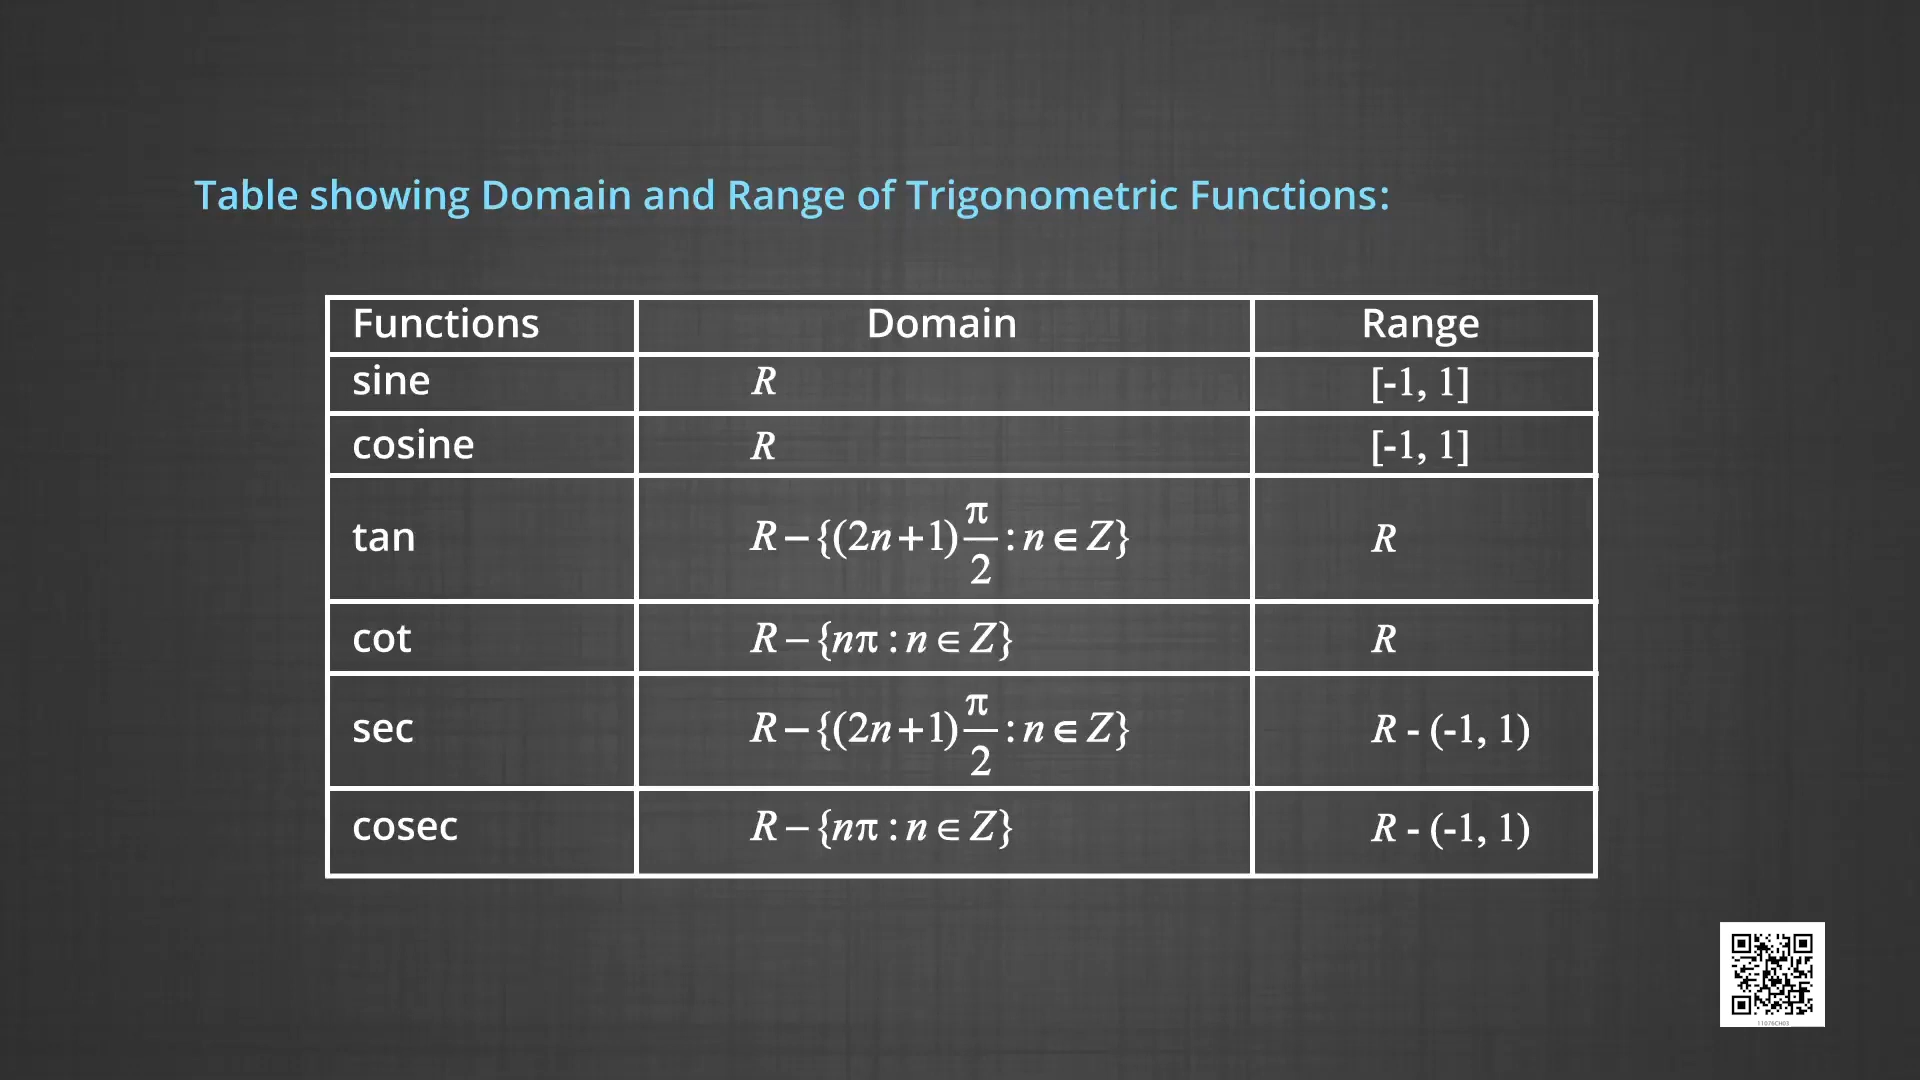 Table showing Domain and Range of Trigonometric Functions:
Functions Domain Range
sine R [-1, 1]
cosine R [-1, 1]
tan R – {(2n+1) π/2 : n ∈ Z} R
cot R – {nπ : n ∈ Z} R
sec R – {(2n+1) π/2 : n ∈ Z} R - (-1, 1)
cosec R – {nπ : n ∈ Z} R - (-1, 1)
11076CH03